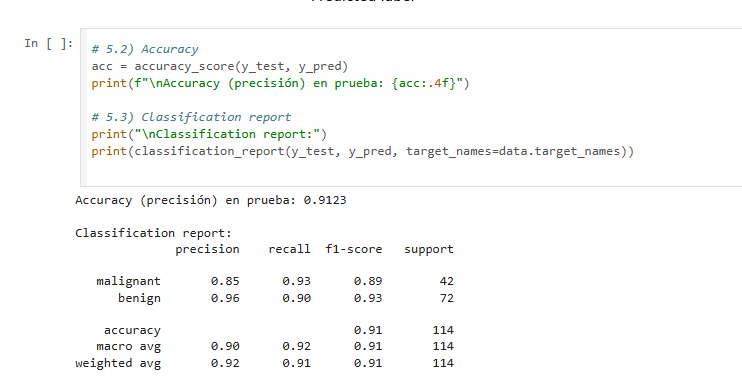 Predicted label
In [ ]:
# 5.2) Accuracy
acc = accuracy_score(y_test, y_pred)
print(f"\nAccuracy (precisión) en prueba: {acc:.4f}")
# 5.3) Classification report
print("\nClassification report:")
print(classification_report(y_test, y_pred, target_names=data.target_names))
Accuracy (precisión) en prueba: 0.9123
Classification report:
precision recall f1-score support
malignant 0.85 0.93 0.89 42
benign 0.96 0.90 0.93 72
accuracy 0.91 114
macro avg 0.90 0.92 0.91 114
weighted avg 0.92 0.91 0.91 114